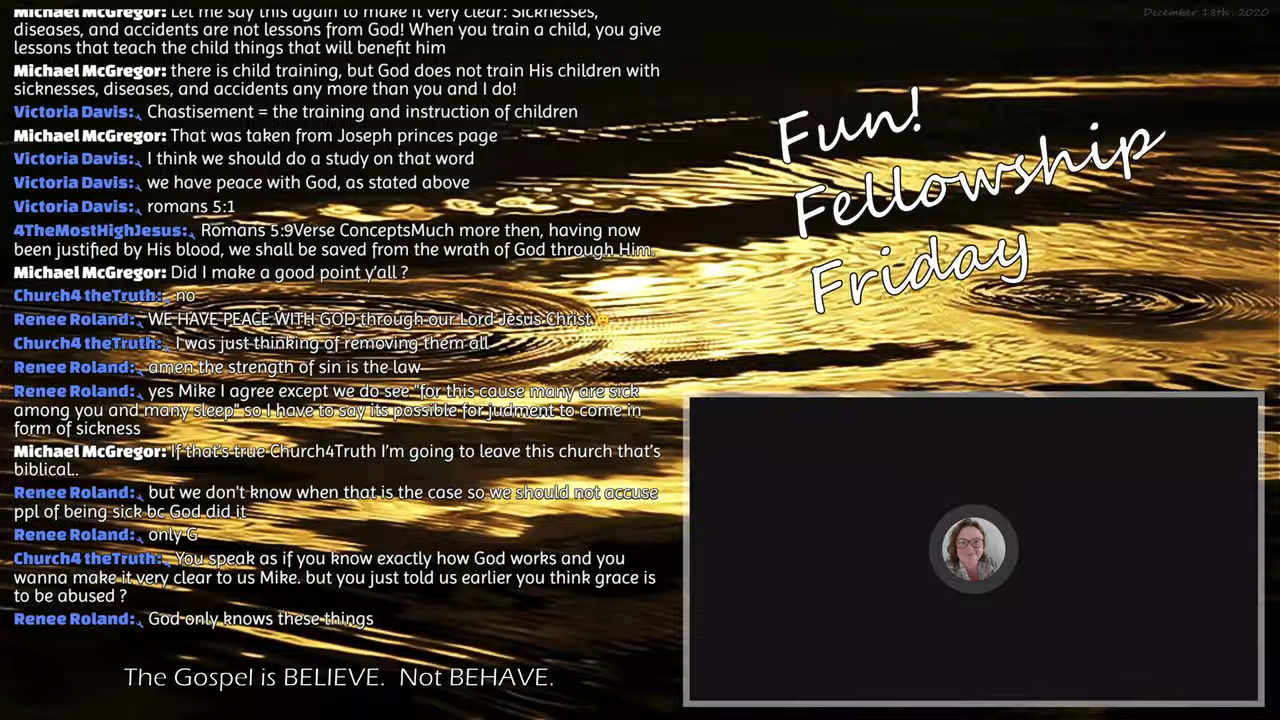 Michael McGregor: Let me say this again to make it very clear: Sicknesses,
diseases, and accidents are not lessons from God! When you train a child, you give
lessons that teach the child things that will benefit him
Michael McGregor: there is child training, but God does not train His children with
sicknesses, diseases, and accidents any more than you and I do!
Victoria Davis: Chastisement = the training and instruction of children
Michael McGregor: That was taken from Joseph princes page
Victoria Davis: I think we should do a study on that word
Victoria Davis: we have peace with God, as stated above
Victoria Davis: romans 5:1
4TheMostHighJesus: Romans 5:9Verse ConceptsMuch more then, having now
been justified by His blood, we shall be saved from the wrath of God through Him.
Michael McGregor: Did I make a good point y'all ?
Church4 theTruth: no
Renee Roland: WE HAVE PEACE WITH GOD through our Lord Jesus Christ
Church4 theTruth: I was just thinking of removing them all
Renee Roland: amen the strength of sin is the law
Renee Roland: yes Mike I agree except we do see "for this cause many are sick
among you and many sleep" so I have to say its possible for judgment to come in
form of sickness
Michael McGregor: If that's true Church4Truth I'm going to leave this church that's
biblical..
Renee Roland: but we don't know when that is the case so we should not accuse
ppl of being sick bc God did it
Renee Roland: only G
Church4 theTruth: You speak as if you know exactly how God works and you
wanna make it very clear to us Mike. but you just told us earlier you think grace is
to be abused ?
Renee Roland: God only knows these things
The Gospel is BELIEVE. Not BEHAVE.
December 18th, 2020
Fun!
Fellowship
Friday